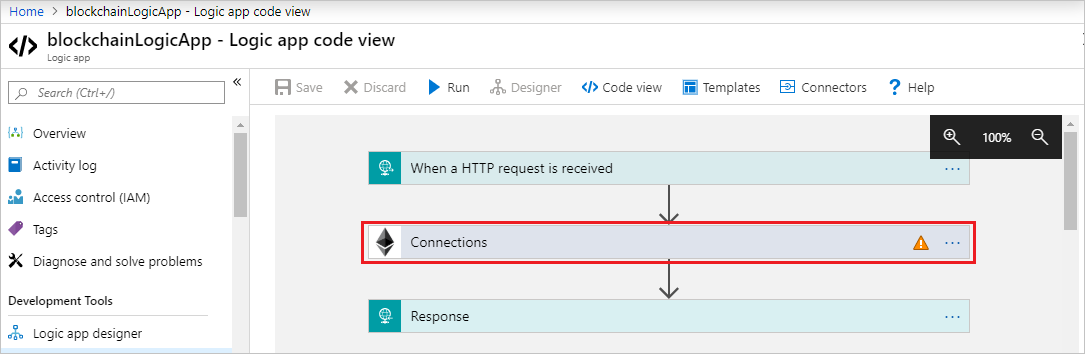 Home > blockchainLogicApp - Logic app code view
blockchainLogicApp - Logic app code view
Logic app
Search (Ctrl+/)
Overview
Activity log
Access control (IAM)
Tags
Diagnose and solve problems
Development Tools
Logic app designer
Save Discard Run Designer Code view Templates Connectors ? Help
100%
When a HTTP request is received ...
Connections ...
Response ...